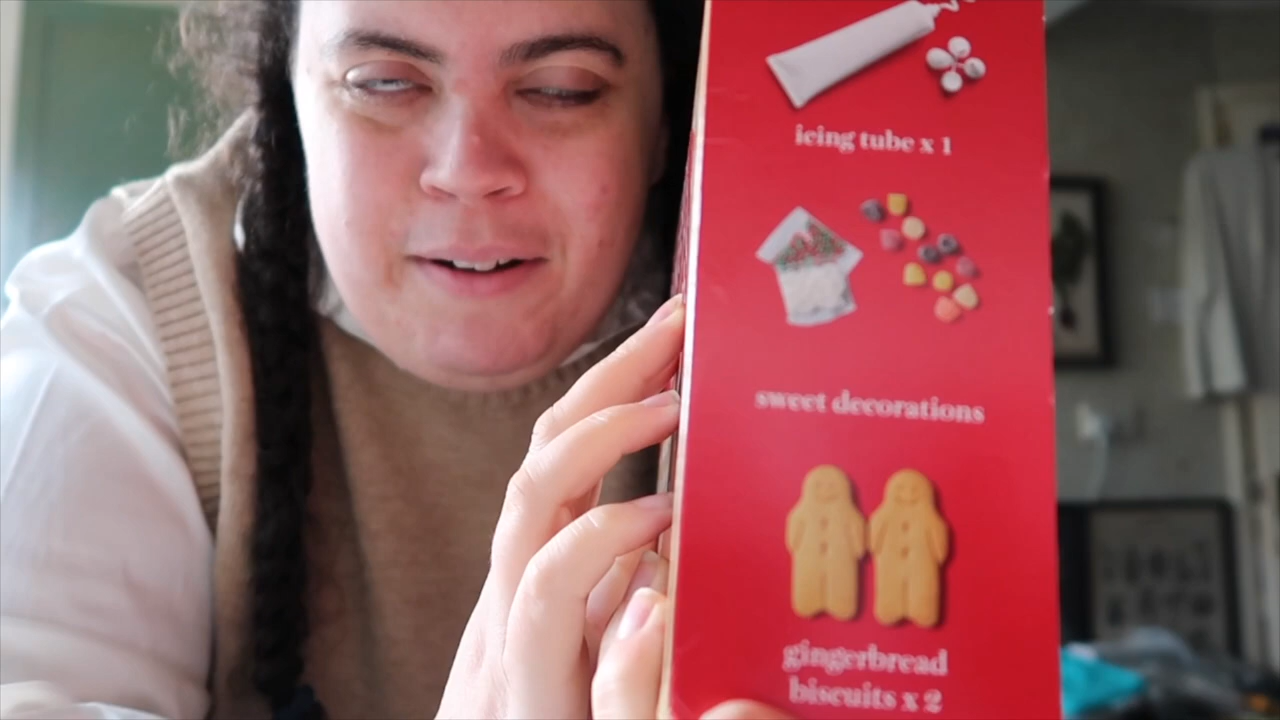 icing tube x 1
sweet decorations
gingerbread
biscuits x 2